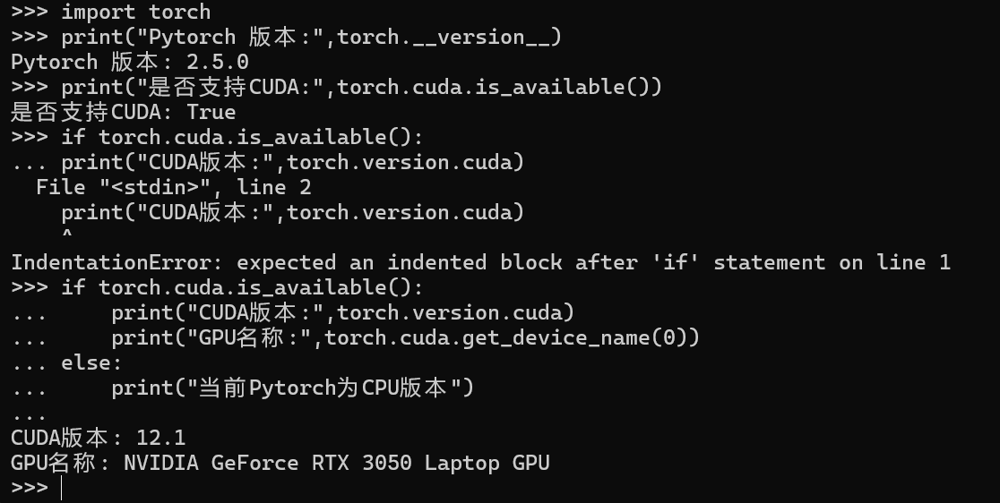 >>> import torch
>>> print("Pytorch 版本:",torch.__version__)
Pytorch 版本: 2.5.0
>>> print("是否支持CUDA:",torch.cuda.is_available())
是否支持CUDA: True
>>> if torch.cuda.is_available():
... print("CUDA版本:",torch.version.cuda)
  File "<stdin>", line 2
    print("CUDA版本:",torch.version.cuda)
    ^
IndentationError: expected an indented block after 'if' statement on line 1
>>> if torch.cuda.is_available():
...     print("CUDA版本:",torch.version.cuda)
...     print("GPU名称:",torch.cuda.get_device_name(0))
... else:
...     print("当前Pytorch为CPU版本")
...
CUDA版本: 12.1
GPU名称: NVIDIA GeForce RTX 3050 Laptop GPU
>>>